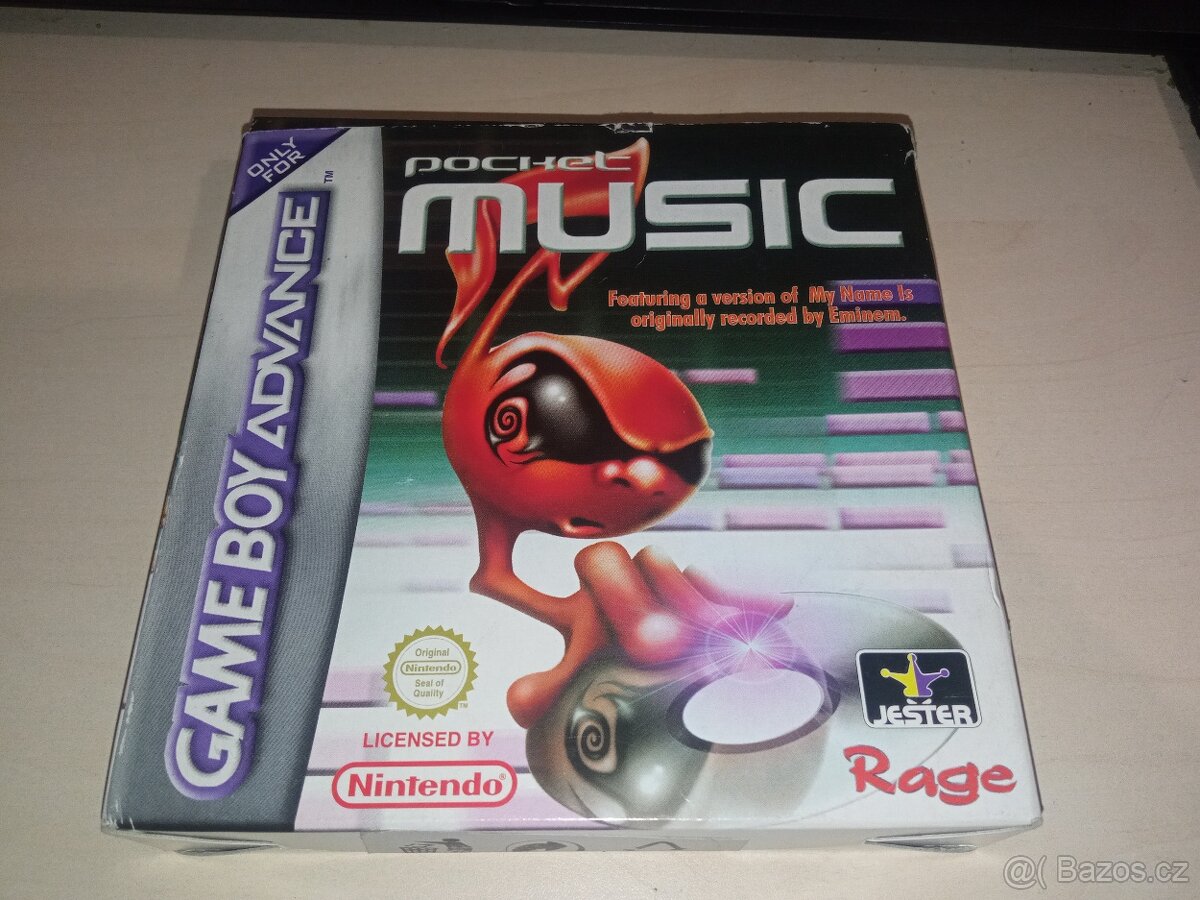 ONLY
FOR
GAME BOY ADVANCE™
pocket
music
Featuring a version of My Name Is
originally recorded by Eminem.
Original
Nintendo
Seal of
Quality
TM
LICENSED BY
Nintendo®
JESTER
Rage
@( Bazos.cz